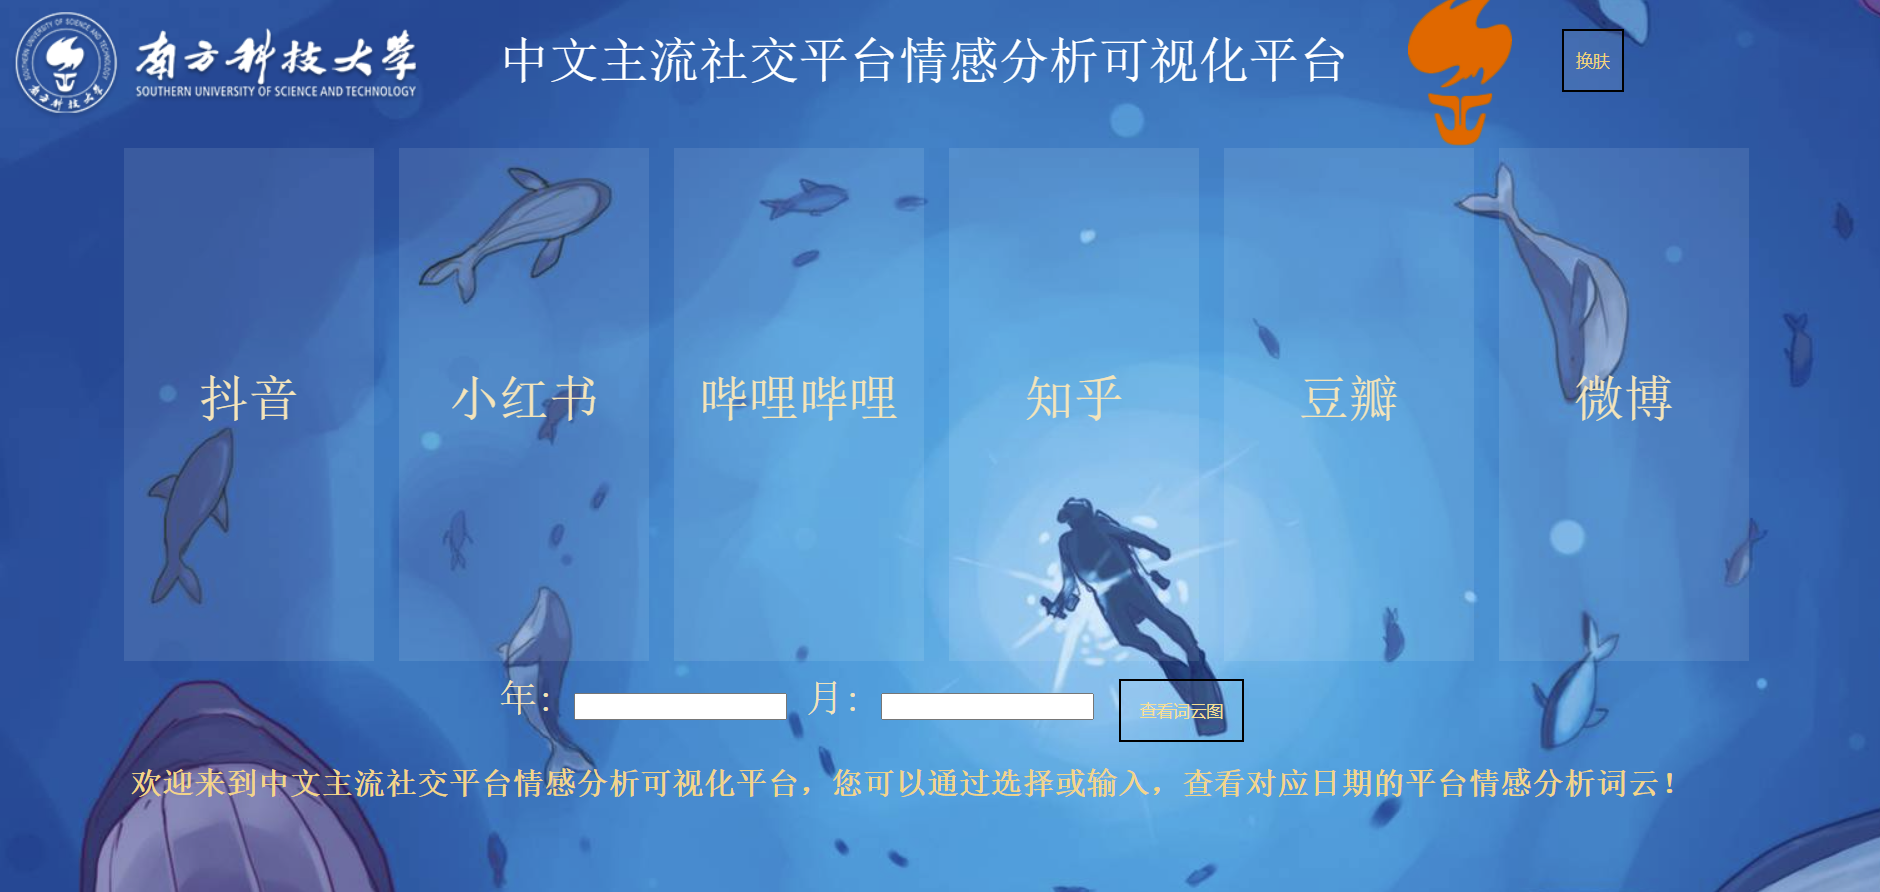 南方科技大学
SOUTHERN UNIVERSITY OF SCIENCE AND TECHNOLOGY
中文主流社交平台情感分析可视化平台
换肤
抖音
小红书
哔哩哔哩
知乎
豆瓣
微博
年：
月：
查看词云图
欢迎来到中文主流社交平台情感分析可视化平台，您可以通过选择或输入，查看对应日期的平台情感分析词云！